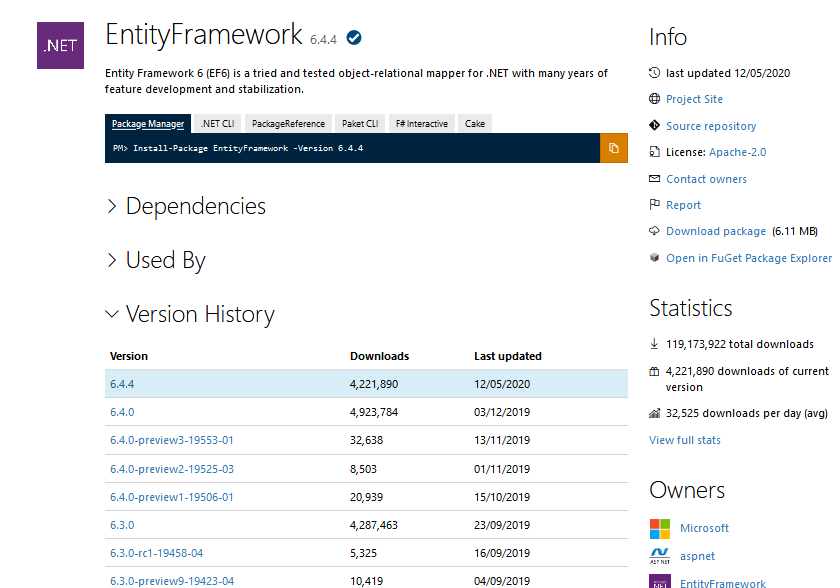 .NET
EntityFramework 6.4.4
Entity Framework 6 (EF6) is a tried and tested object-relational mapper for .NET with many years of
feature development and stabilization.
Package Manager .NET CLI PackageReference Paket CLI F# Interactive Cake
PM> Install-Package EntityFramework -Version 6.4.4
Dependencies
Used By
Version History
Version Downloads Last updated
6.4.4 4,221,890 12/05/2020
6.4.0 4,923,784 03/12/2019
6.4.0-preview3-19553-01 32,638 13/11/2019
6.4.0-preview2-19525-03 8,503 01/11/2019
6.4.0-preview1-19506-01 20,939 15/10/2019
6.3.0 4,287,463 23/09/2019
6.3.0-rc1-19458-04 5,325 16/09/2019
6.3.0-preview9-19423-04 10,419 04/09/2019
Info
last updated 12/05/2020
Project Site
Source repository
License: Apache-2.0
Contact owners
Report
Download package (6.11 MB)
Open in FuGet Package Explorer
Statistics
119,173,922 total downloads
4,221,890 downloads of current
version
32,525 downloads per day (avg)
View full stats
Owners
Microsoft
ASP.NET
aspnet
.NET
EntityFramework